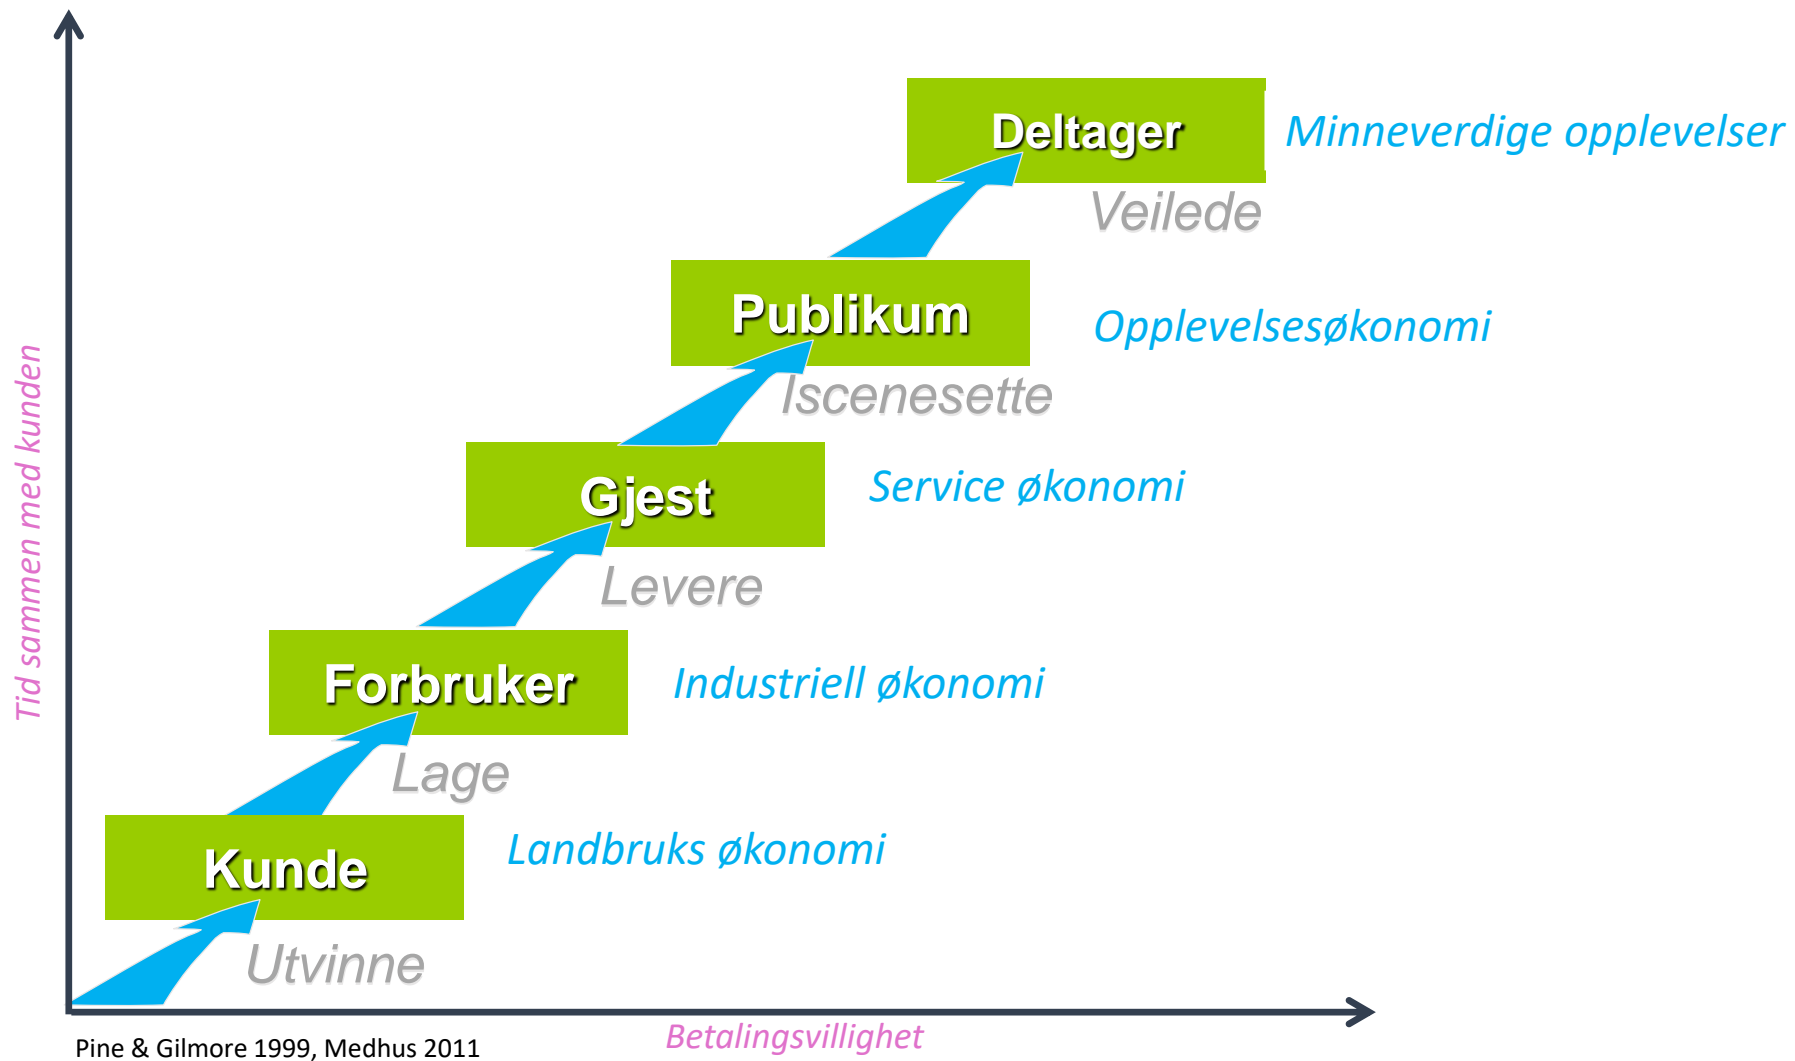 Deltager
Minneverdige opplevelser
Veilede
Publikum
Opplevelsesøkonomi
Iscenesette
Gjest
Service økonomi
Levere
Forbruker
Industriell økonomi
Lage
Kunde
Landbruks økonomi
Utvinne
Tid sammen med kunden
Betalingsvillighet
Pine & Gilmore 1999, Medhus 2011